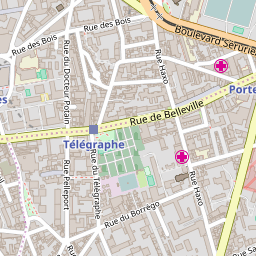 Rue des Bois
Rue des Bois
Boulevard Sérurier
Rue du Docteur Potain
Rue Haxo
Porte
Rue de Belleville
Télégraphe
Rue Pelleport
Rue du Télégraphe
Rue Haxo
Rue du Borrégo